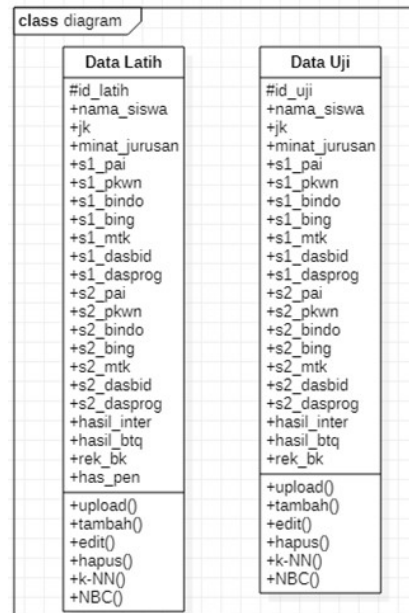 class diagram
Data Latih
#id_latih
+nama_siswa
+jk
+minat_jurusan
+s1_pai
+s1_pkwn
+s1_bindo
+s1_bing
+s1_mtk
+s1_dasbid
+s1_dasprog
+s2_pai
+s2_pkwn
+s2_bindo
+s2_bing
+s2_mtk
+s2_dasbid
+s2_dasprog
+hasil_inter
+hasil_btq
+rek_bk
+has_pen
+upload()
+tambah()
+edit()
+hapus()
+k-NN()
+NBC()
Data Uji
#id_uji
+nama_siswa
+jk
+minat_jurusan
+s1_pai
+s1_pkwn
+s1_bindo
+s1_bing
+s1_mtk
+s1_dasbid
+s1_dasprog
+s2_pai
+s2_pkwn
+s2_bindo
+s2_bing
+s2_mtk
+s2_dasbid
+s2_dasprog
+hasil_inter
+hasil_btq
+rek_bk
+upload()
+tambah()
+edit()
+hapus()
+k-NN()
+NBC()